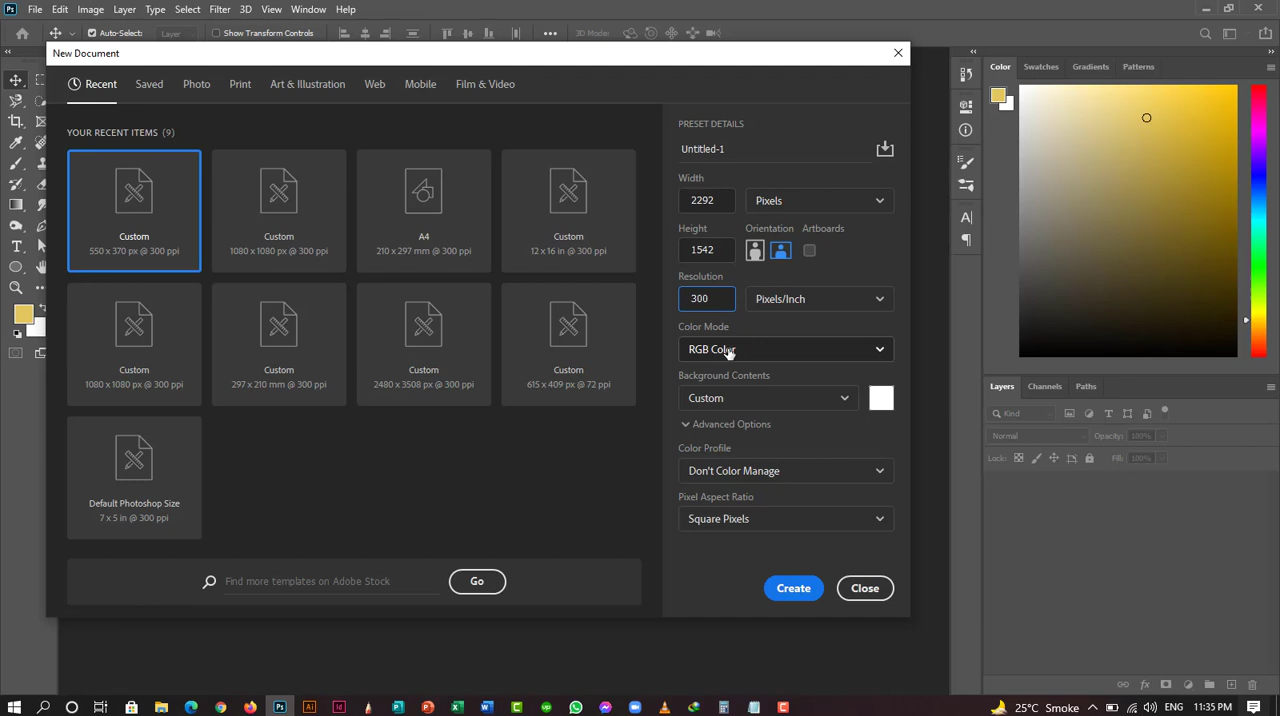 Ps File Edit Image Layer Type Select Filter 3D View Window Help
Auto-Select: Layer Show Transform Controls 3D Mode:
New Document
Recent Saved Photo Print Art & Illustration Web Mobile Film & Video
YOUR RECENT ITEMS (9)
Custom
550 x 370 px @ 300 ppi
Custom
1080 x 1080 px @ 300 ppi
A4
210 x 297 mm @ 300 ppi
Custom
12 x 16 in @ 300 ppi
Custom
1080 x 1080 px @ 300 ppi
Custom
297 x 210 mm @ 300 ppi
Custom
2480 x 3508 px @ 300 ppi
Custom
615 x 409 px @ 72 ppi
Default Photoshop Size
7 x 5 in @ 300 ppi
Find more templates on Adobe Stock Go
PRESET DETAILS
Untitled-1
Width
2292 Pixels
Height Orientation Artboards
1542
Resolution
300 Pixels/Inch
Color Mode
RGB Color
Background Contents
Custom
Advanced Options
Color Profile
Don't Color Manage
Pixel Aspect Ratio
Square Pixels
Create Close
Color Swatches Gradients Patterns
Layers Channels Paths
Kind
Normal Opacity: 100%
Lock: Fill: 100%
25°C Smoke 11:35 PM